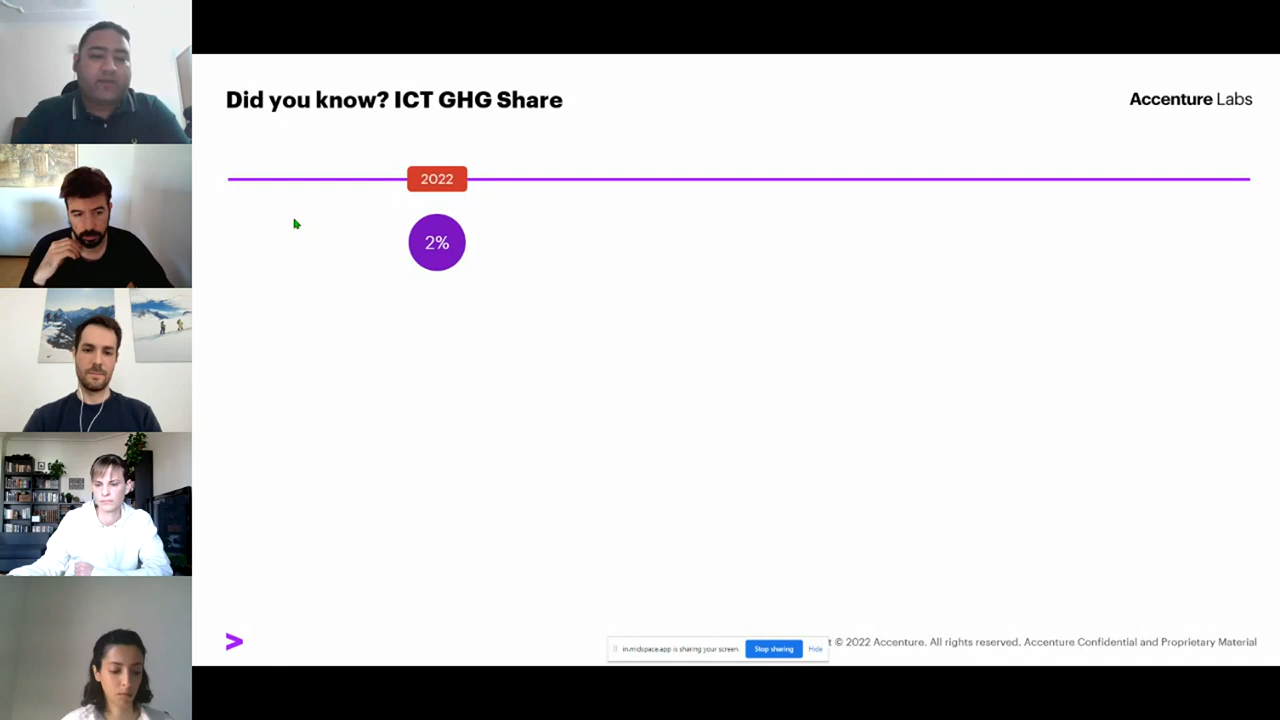 Did you know? ICT GHG Share
Accenture Labs
2022
2%
in.mdspace.app is sharing your screen.
Stop sharing
Hide
t © 2022 Accenture. All rights reserved. Accenture Confidential and Proprietary Material